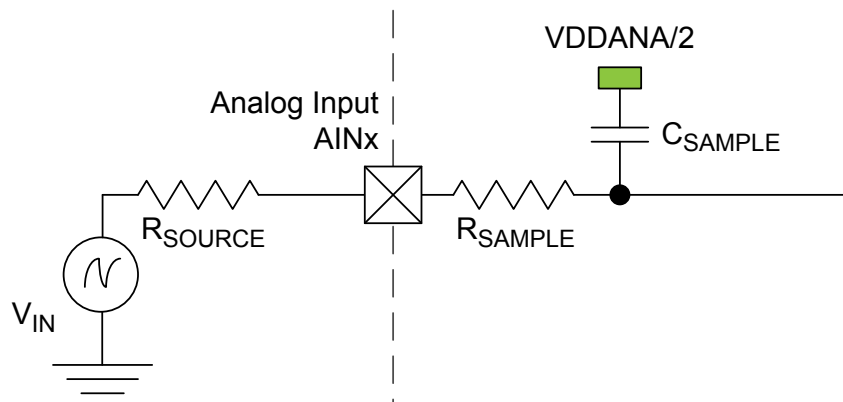 VDDANA/2
Analog Input
AINx
CSAMPLE
RSOURCE
RSAMPLE
VIN